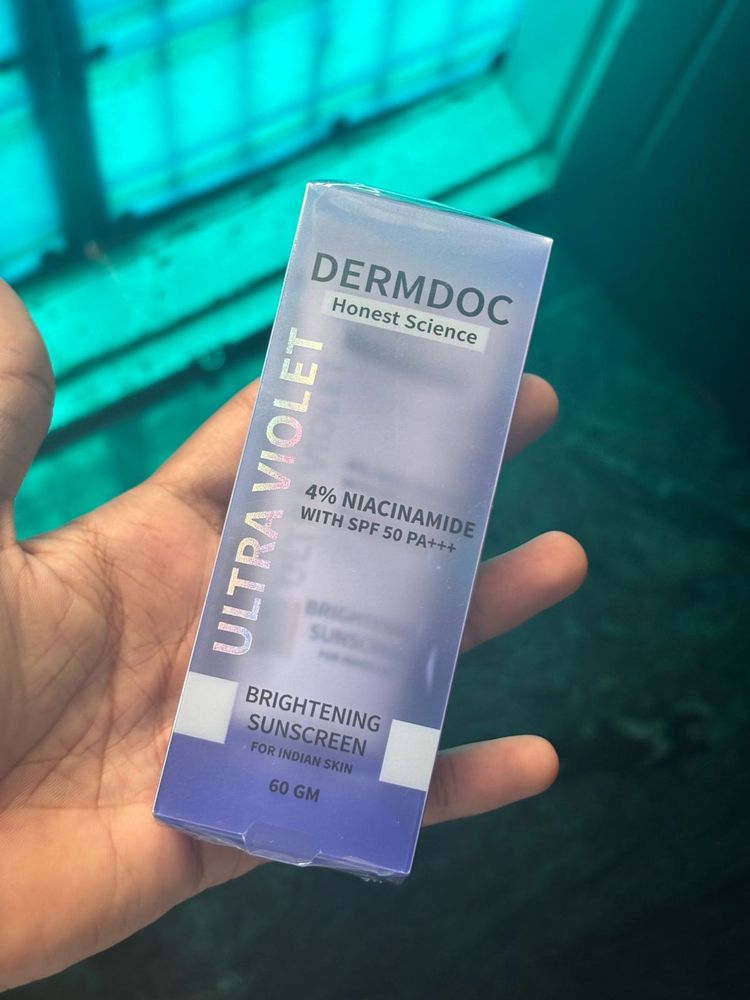 DERMDOC
Honest Science
ULTRA VIOLET
4% NIACINAMIDE
WITH SPF 50 PA+++
BRIGHTENING
SUNSCREEN
FOR INDIAN SKIN
60 GM